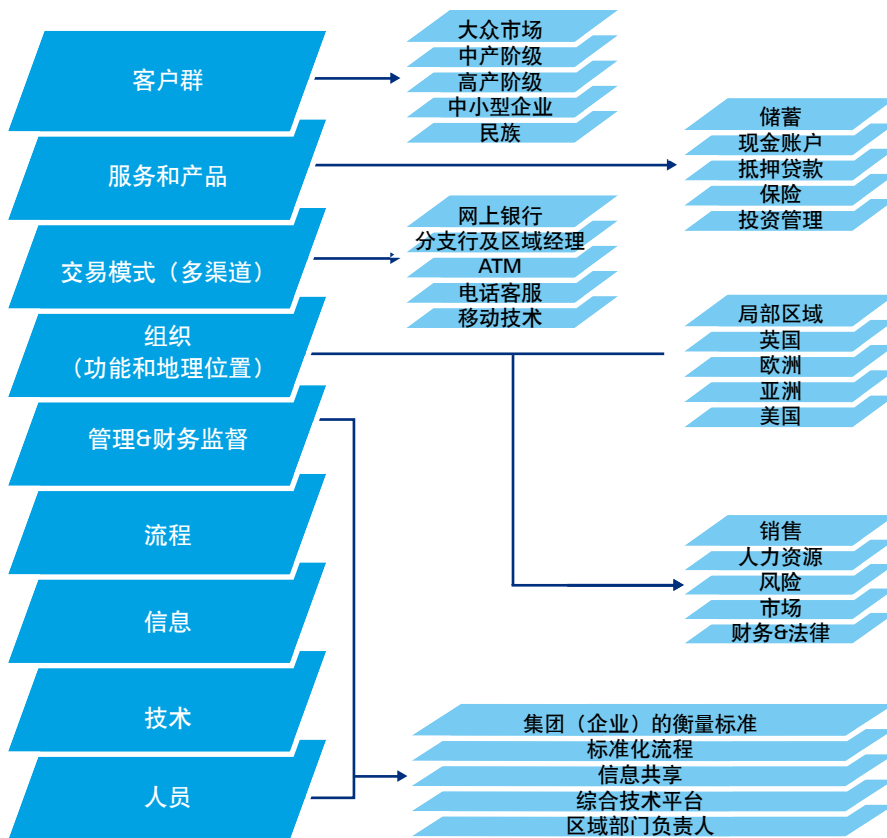 客户群
服务和产品
交易模式（多渠道）
组织
（功能和地理位置）
管理&财务监督
流程
信息
技术
人员
大众市场
中产阶级
高产阶级
中小型企业
民族
储蓄
现金账户
抵押贷款
保险
投资管理
网上银行
分支行及区域经理
ATM
电话客服
移动技术
局部区域
英国
欧洲
亚洲
美国
销售
人力资源
风险
市场
财务&法律
集团（企业）的衡量标准
标准化流程
信息共享
综合技术平台
区域部门负责人